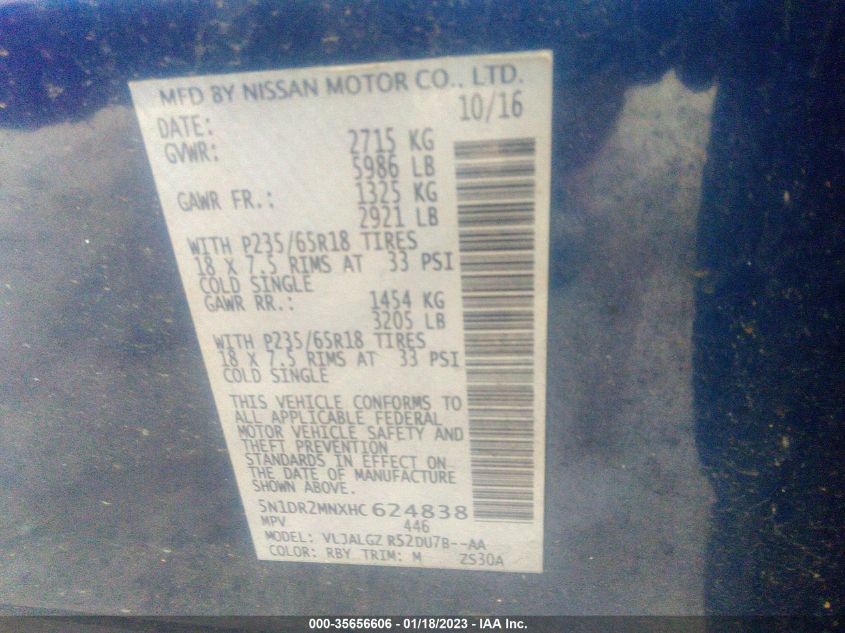 MFD BY NISSAN MOTOR CO., LTD.
DATE: 10/16
GVWR: 2715 KG
5986 LB
GAWR FR.: 1325 KG
2921 LB
WITH P235/65R18 TIRES
18 X 7.5 RIMS AT 33 PSI
COLD SINGLE
GAWR RR.: 1454 KG
3205 LB
WITH P235/65R18 TIRES
18 X 7.5 RIMS AT 33 PSI
COLD SINGLE
THIS VEHICLE CONFORMS TO
ALL APPLICABLE FEDERAL
MOTOR VEHICLE SAFETY AND
THEFT PREVENTION
STANDARDS IN EFFECT ON
THE DATE OF MANUFACTURE
SHOWN ABOVE.
5N1DR2MNXHC624838
MPV 446
MODEL: VLJALGZ R52DU7B--AA
COLOR: RBY TRIM: M ZS30A
000-35656606 - 01/18/2023 - IAA Inc.